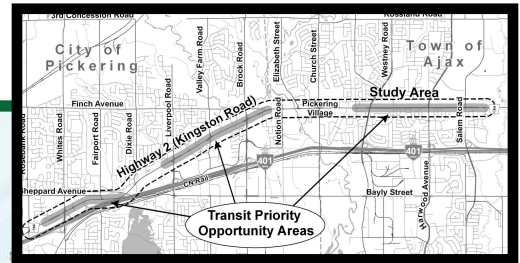 3rd Concession Road
Rossland Road
City of
Pickering
Town of
Ajax
Valley Farm Road
Brock Road
Elizabeth Street
Church Street
Westney Road
Study Area
Finch Avenue
Liverpool Road
Highway 2 (Kingston Road)
Pickering
Village
Whites Road
Fairport Road
Dixie Road
Notion Road
Salem Road
2
401
401
CN Rail
Sheppard Avenue
Bayly Street
Harwood Avenue
Transit Priority
Opportunity Areas
2